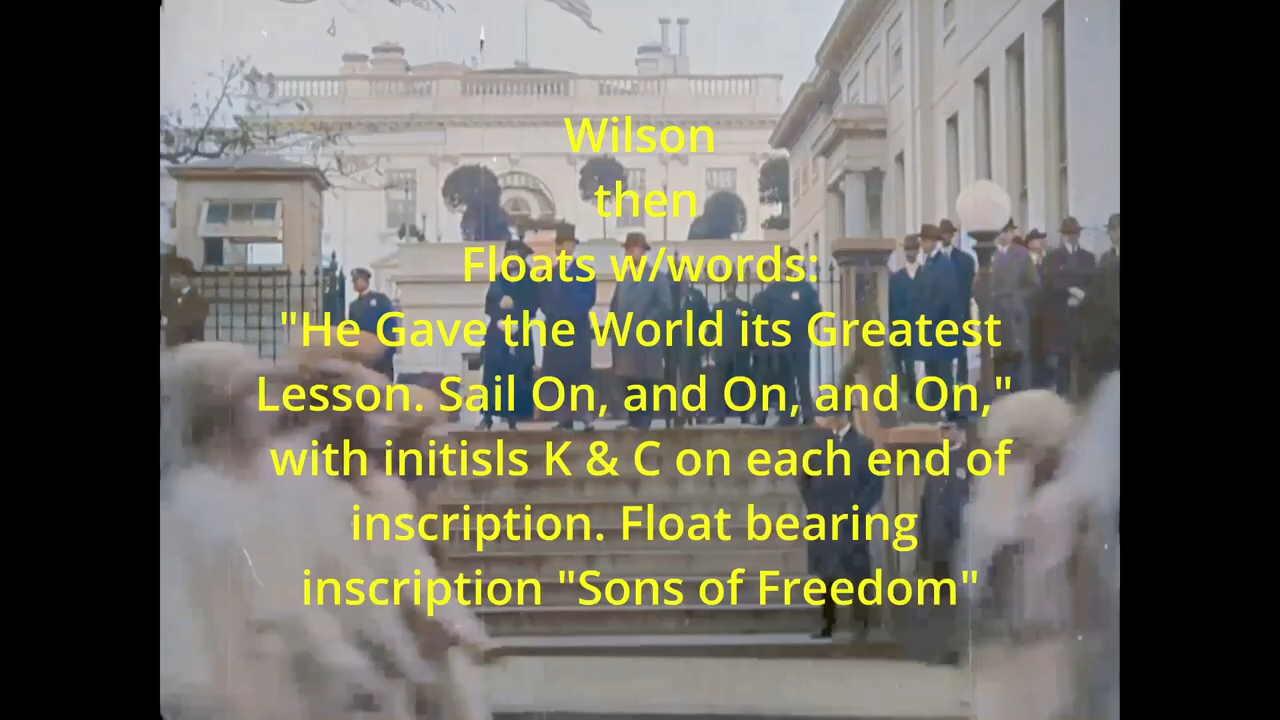 Wilson
then
Floats w/words:
"He Gave the World its Greatest
Lesson. Sail On, and On, and On,"
with initisls K & C on each end of
inscription. Float bearing
inscription "Sons of Freedom"